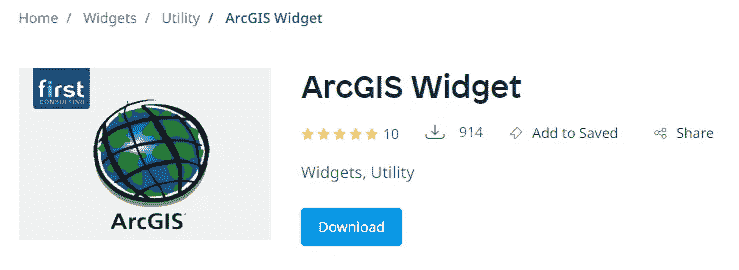 Home / Widgets / Utility / ArcGIS Widget
first
CONSULTING
ArcGIS
ArcGIS Widget
10 914 Add to Saved Share
Widgets, Utility
Download